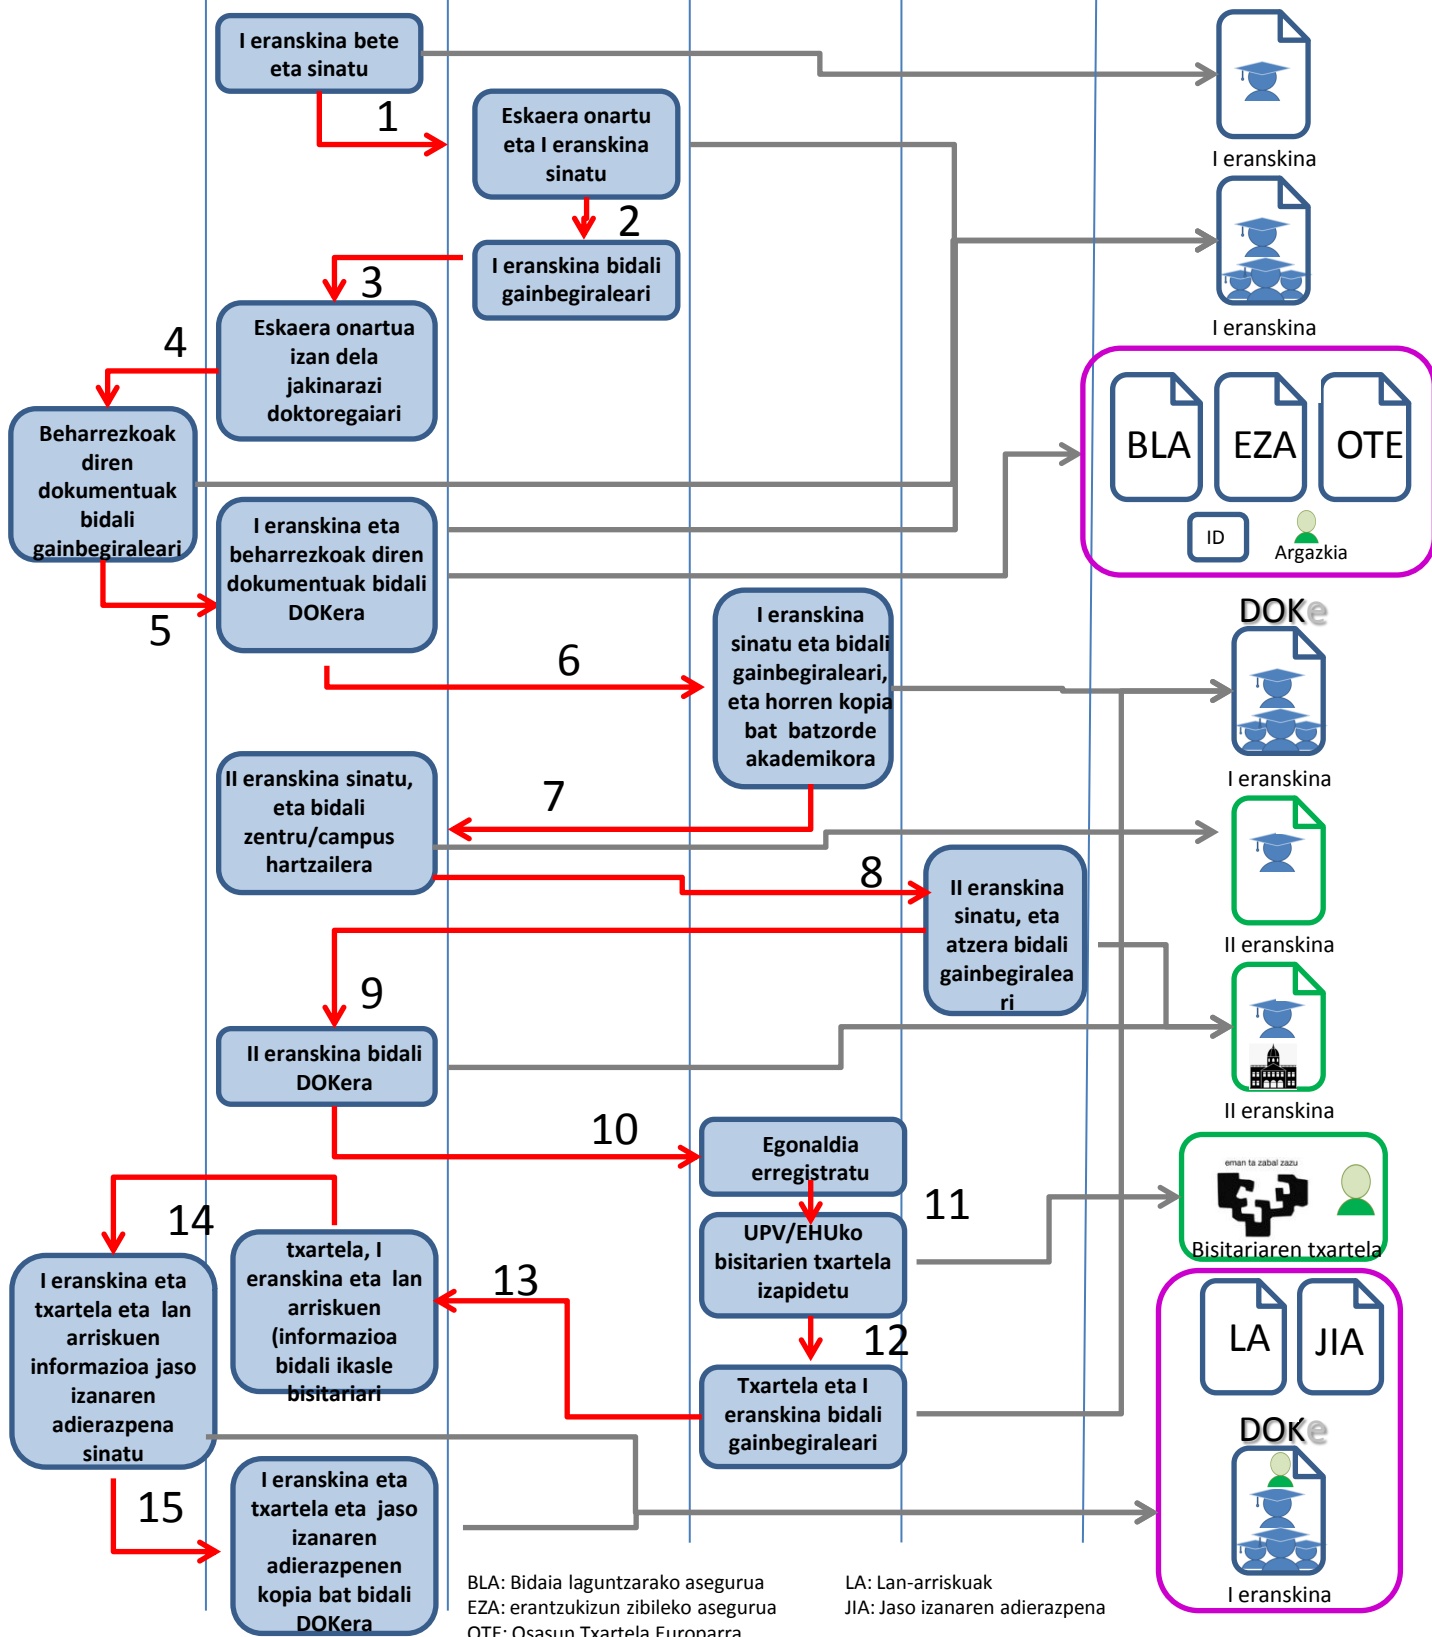 I eranskina bete
eta sinatu
I eranskina
1
Eskaera onartu
eta I eranskina
sinatu
2
I eranskina bidali
gainbegiraleari
I eranskina
3
Eskaera onartua
izan dela
jakinarazi
doktoregaiari
4
Beharrezkoak
diren
dokumentuak
bidali
gainbegiraleari
BLA
EZA
OTE
ID
Argazkia
5
I eranskina eta
beharrezkoak diren
dokumentuak bidali
DOKera
6
I eranskina
sinatu eta bidali
gainbegiraleari,
eta horren kopia
bat batzorde
akademikora
DOKe
I eranskina
7
II eranskina sinatu,
eta bidali
zentru/campus
hartzailera
II eranskina
8
II eranskina
sinatu, eta
atzera bidali
gainbegiralea
ri
II eranskina
9
II eranskina bidali
DOKera
10
Egonaldia
erregistratu
11
UPV/EHUko
bisitarien txartela
izapidetu
eman ta zabal zazu
Bisitariaren txartela
12
Txartela eta I
eranskina bidali
gainbegiraleari
13
txartela, I
eranskina eta lan
arriskuen
(informazioa
bidali ikasle
bisitariari
14
I eranskina eta
txartela eta lan
arriskuen
informazioa jaso
izanaren
adierazpena
sinatu
LA
JIA
DOKe
I eranskina
15
I eranskina eta
txartela eta jaso
izanaren
adierazpenen
kopia bat bidali
DOKera
BLA: Bidaia laguntzarako asegurua
EZA: erantzukizun zibileko asegurua
OTE: Osasun Txartela Europarra
LA: Lan-arriskuak
JIA: Jaso izanaren adierazpena